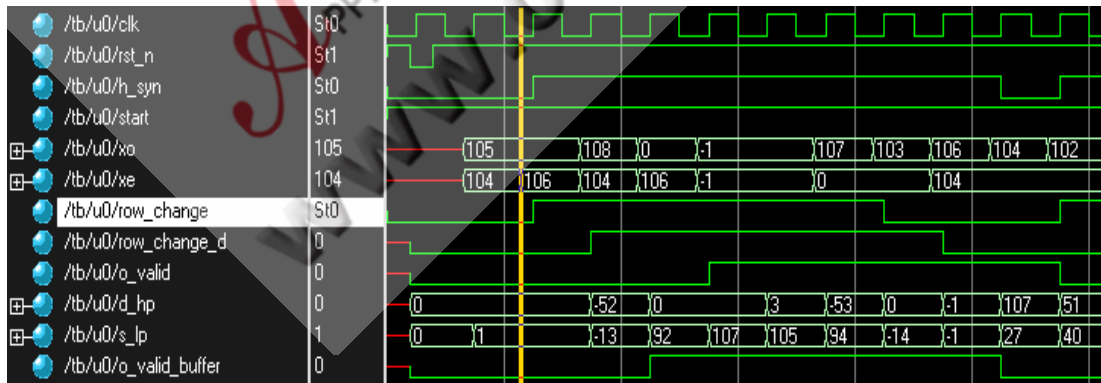 /tb/u0/clk St0
/tb/u0/rst_n St1
/tb/u0/h_syn St0
/tb/u0/start St1
/tb/u0/xo 105 105 108 0 -1 107 103 106 104 102
/tb/u0/xe 104 104 106 104 106 -1 0 104
/tb/u0/row_change St0
/tb/u0/row_change_d 0
/tb/u0/o_valid 0
/tb/u0/d_hp 0 0 -52 0 3 -53 0 -1 107 51
/tb/u0/s_lp 1 0 1 -13 92 107 105 94 -14 -1 27 40
/tb/u0/o_valid_buffer 0